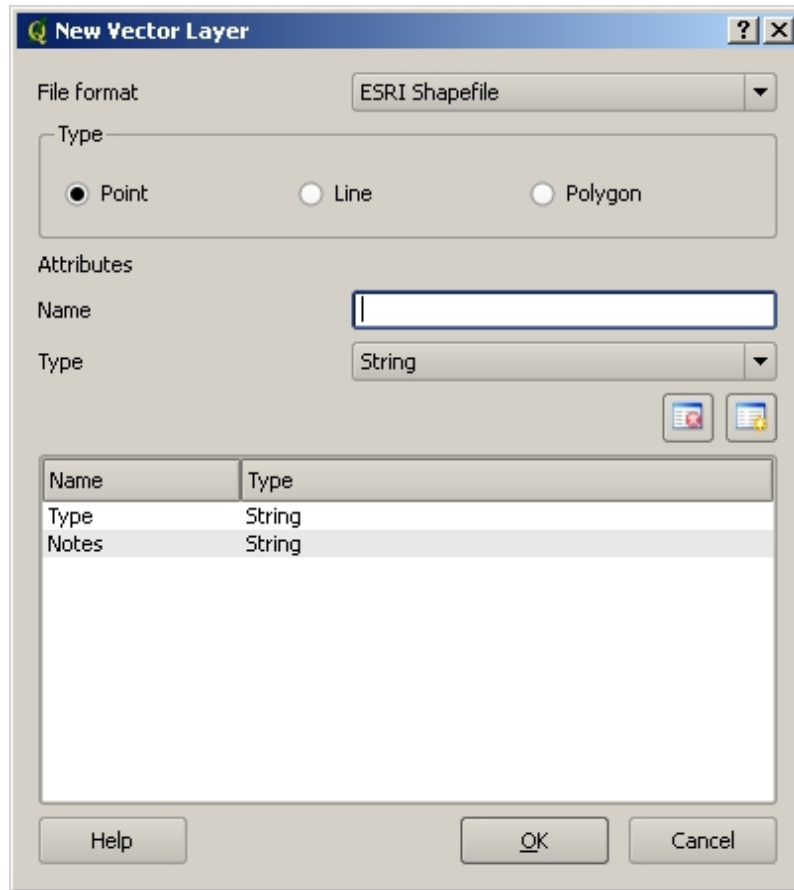 New Vector Layer
File format ESRI Shapefile
Type
Point Line Polygon
Attributes
Name
Type String
Name Type
Type String
Notes String
Help OK Cancel